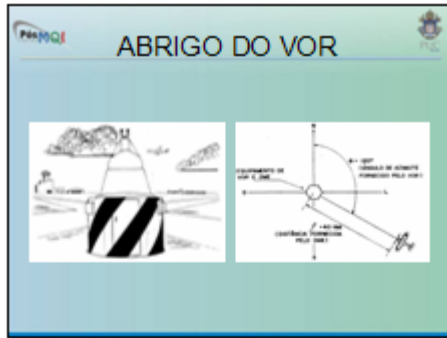 PósMQI
PUC
ABRIGO DO VOR
EQUIPAMENTO DE
VOR E DME
(ÂNGULO DE AZIMUTE
FORNECIDO PELO VOR)
(DISTÂNCIA FORNECIDA
PELO DME)